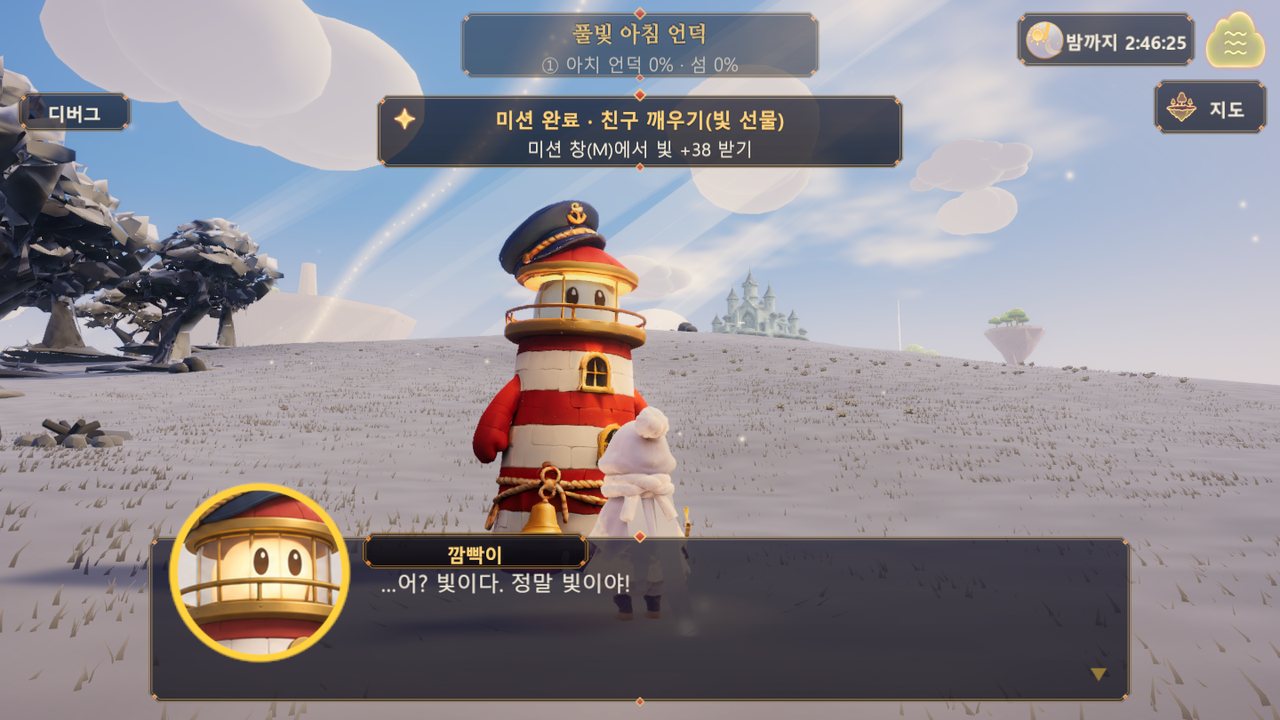 풀빛 아침 언덕
① 아치 언덕 0% · 섬 0%
밤까지 2:46:25
디버그
지도
미션 완료 · 친구 깨우기(빛 선물)
미션 창(M)에서 빛 +38 받기
깜빡이
...어? 빛이다. 정말 빛이야!